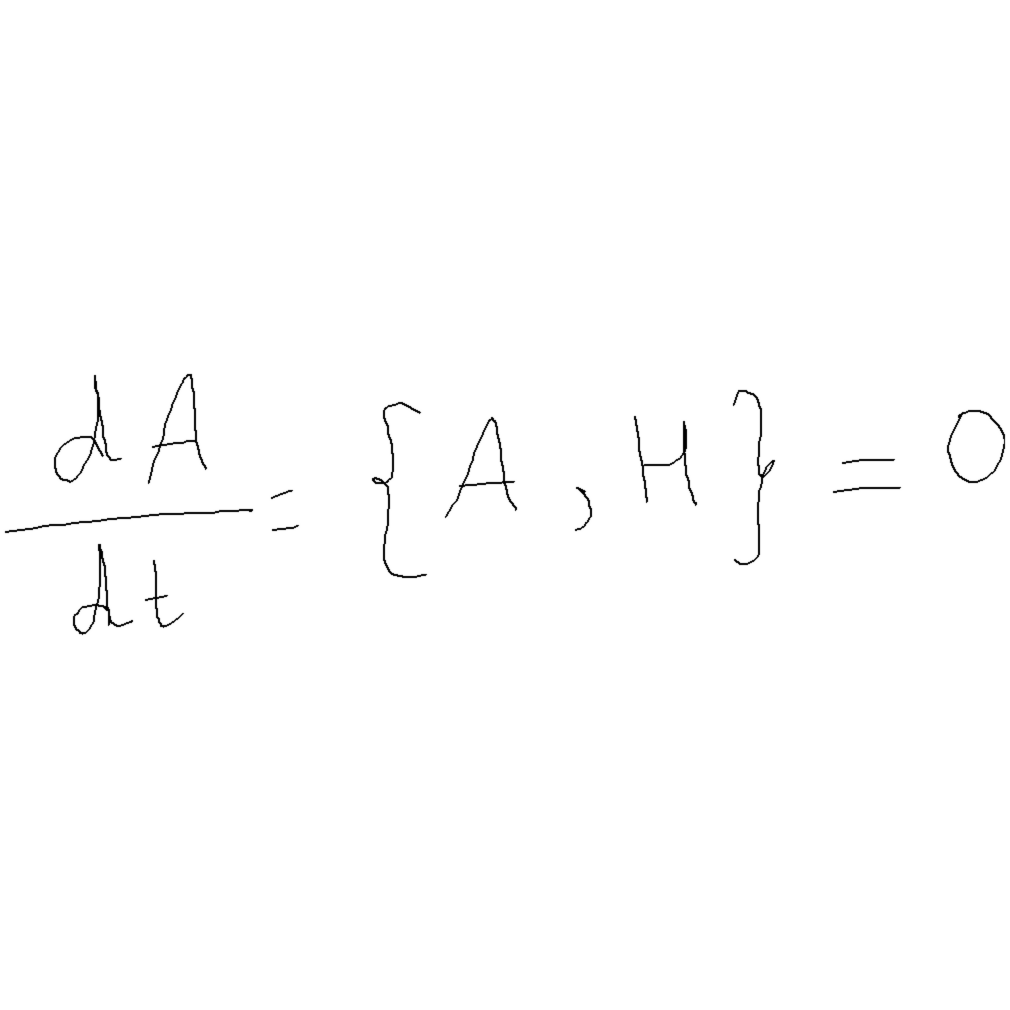 dA/dt = {A, H} = 0